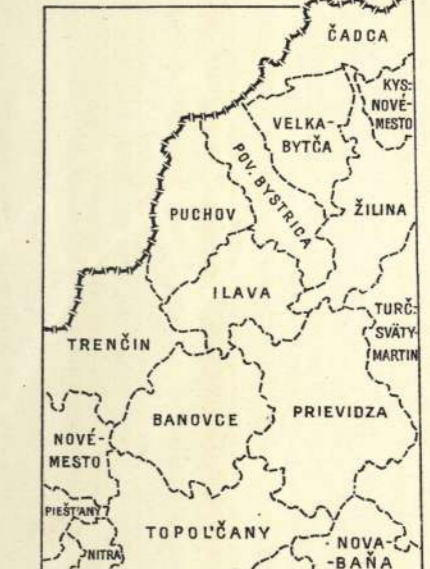 ČADCA
KYS.
NOVÉ-
MESTO
VELKA-
BYTČA
POV. BYSTRICA
PUCHOV
ŽILINA
ILAVA
TURČ.
SVÄTY-
MARTIN
TRENČÍN
BANOVCE
PRIEVIDZA
NOVÉ-
MESTO
PIEŠŤANY
TOPOĽČANY
NITRA
NOVA-
-BAŇA